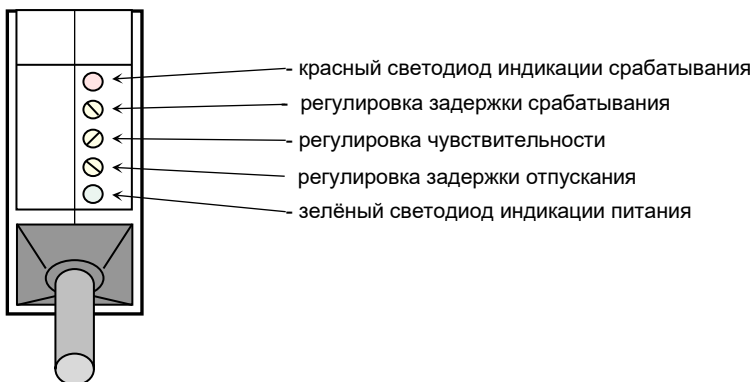 - красный светодиод индикации срабатывания
- регулировка задержки срабатывания
- регулировка чувствительности
регулировка задержки отпускания
- зелёный светодиод индикации питания